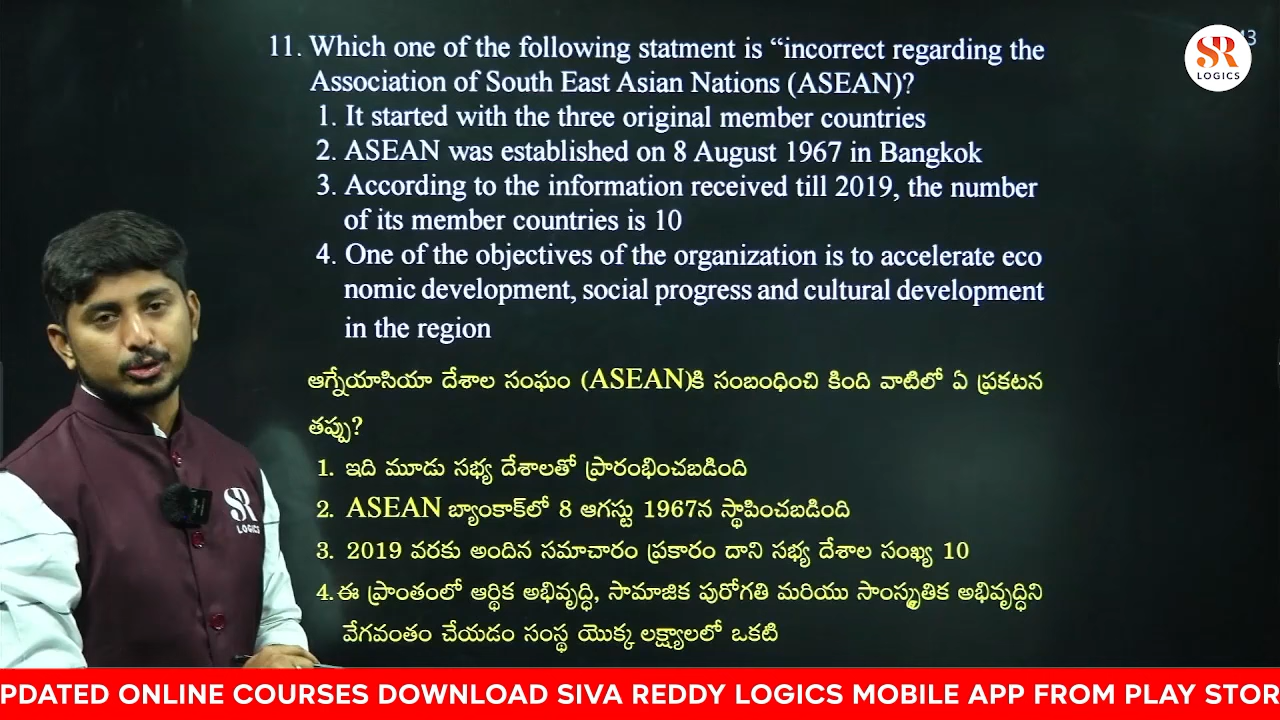 11. Which one of the following statment is “incorrect regarding the
Association of South East Asian Nations (ASEAN)?
1. It started with the three original member countries
2. ASEAN was established on 8 August 1967 in Bangkok
3. According to the information received till 2019, the number
of its member countries is 10
4. One of the objectives of the organization is to accelerate eco
nomic development, social progress and cultural development
in the region
ఆగ్నేయాసియా దేశాల సంఘం (ASEAN)కి సంబంధించి కింది వాటిలో ఏ ప్రకటన
తప్పు?
1. ఇది మూడు సభ్య దేశాలతో ప్రారంభించబడింది
2. ASEAN బ్యాంకాక్‌లో 8 ఆగస్టు 1967న స్థాపించబడింది
3. 2019 వరకు అందిన సమాచారం ప్రకారం దాని సభ్య దేశాల సంఖ్య 10
4. ఈ ప్రాంతంలో ఆర్థిక అభివృద్ధి, సామాజిక పురోగతి మరియు సాంస్కృతిక అభివృద్ధిని
వేగవంతం చేయడం సంస్థ యొక్క లక్ష్యాలలో ఒకటి
SR
LOGICS
SR
LOGICS
PDATED ONLINE COURSES DOWNLOAD SIVA REDDY LOGICS MOBILE APP FROM PLAY STOR